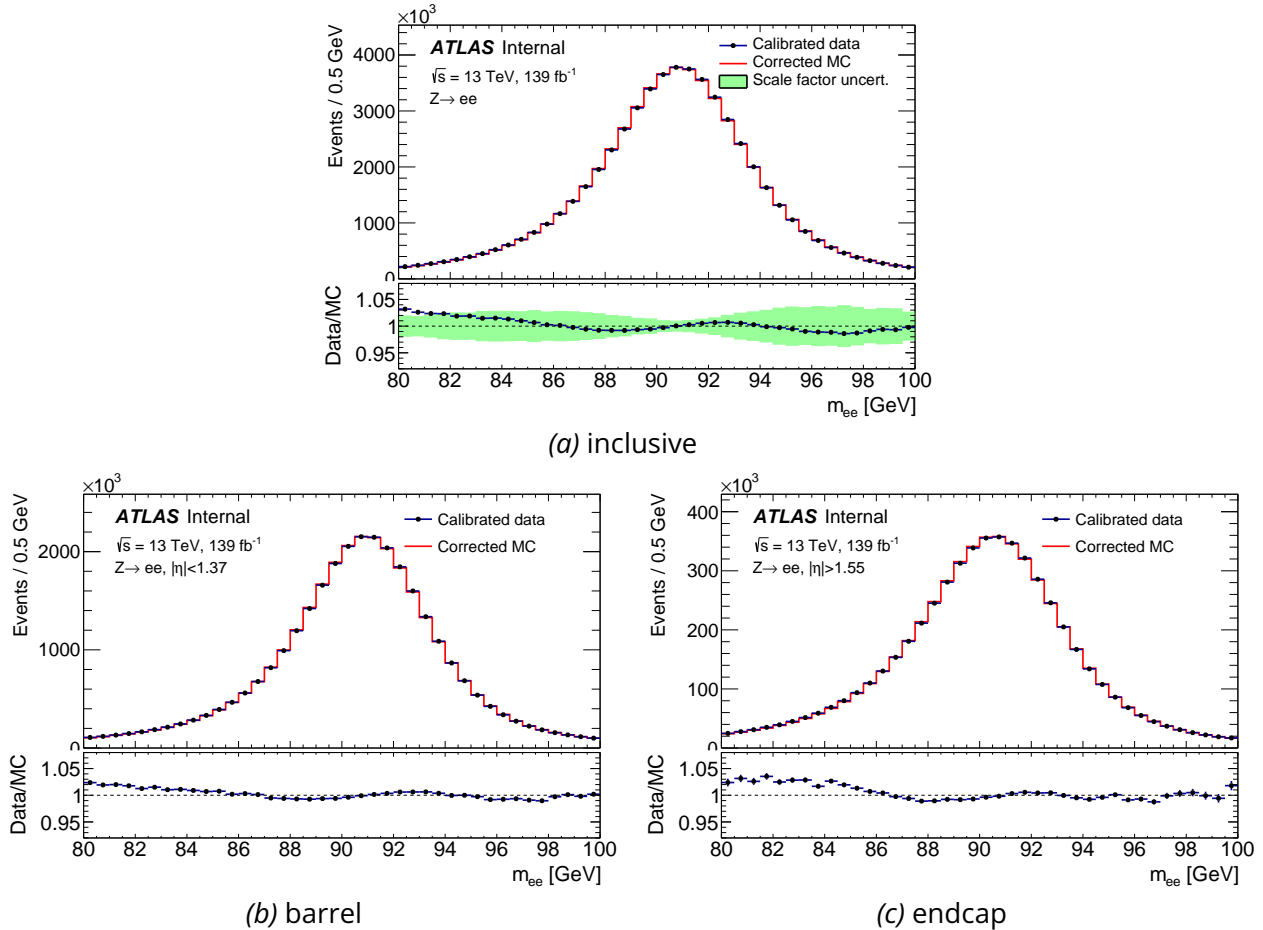 ×10³
Events / 0.5 GeV
4000
3000
2000
1000
0
ATLAS Internal
√s = 13 TeV, 139 fb⁻¹
Z→ ee
Calibrated data
Corrected MC
Scale factor uncert.
Data/MC
1.05
1
0.95
80 82 84 86 88 90 92 94 96 98 100
m_ee [GeV]
(a) inclusive
×10³
Events / 0.5 GeV
2000
1000
0
ATLAS Internal
√s = 13 TeV, 139 fb⁻¹
Z→ ee, |η|<1.37
Calibrated data
Corrected MC
Data/MC
1.05
1
0.95
80 82 84 86 88 90 92 94 96 98 100
m_ee [GeV]
(b) barrel
×10³
Events / 0.5 GeV
400
300
200
100
0
ATLAS Internal
√s = 13 TeV, 139 fb⁻¹
Z→ ee, |η|>1.55
Calibrated data
Corrected MC
Data/MC
1.05
1
0.95
80 82 84 86 88 90 92 94 96 98 100
m_ee [GeV]
(c) endcap